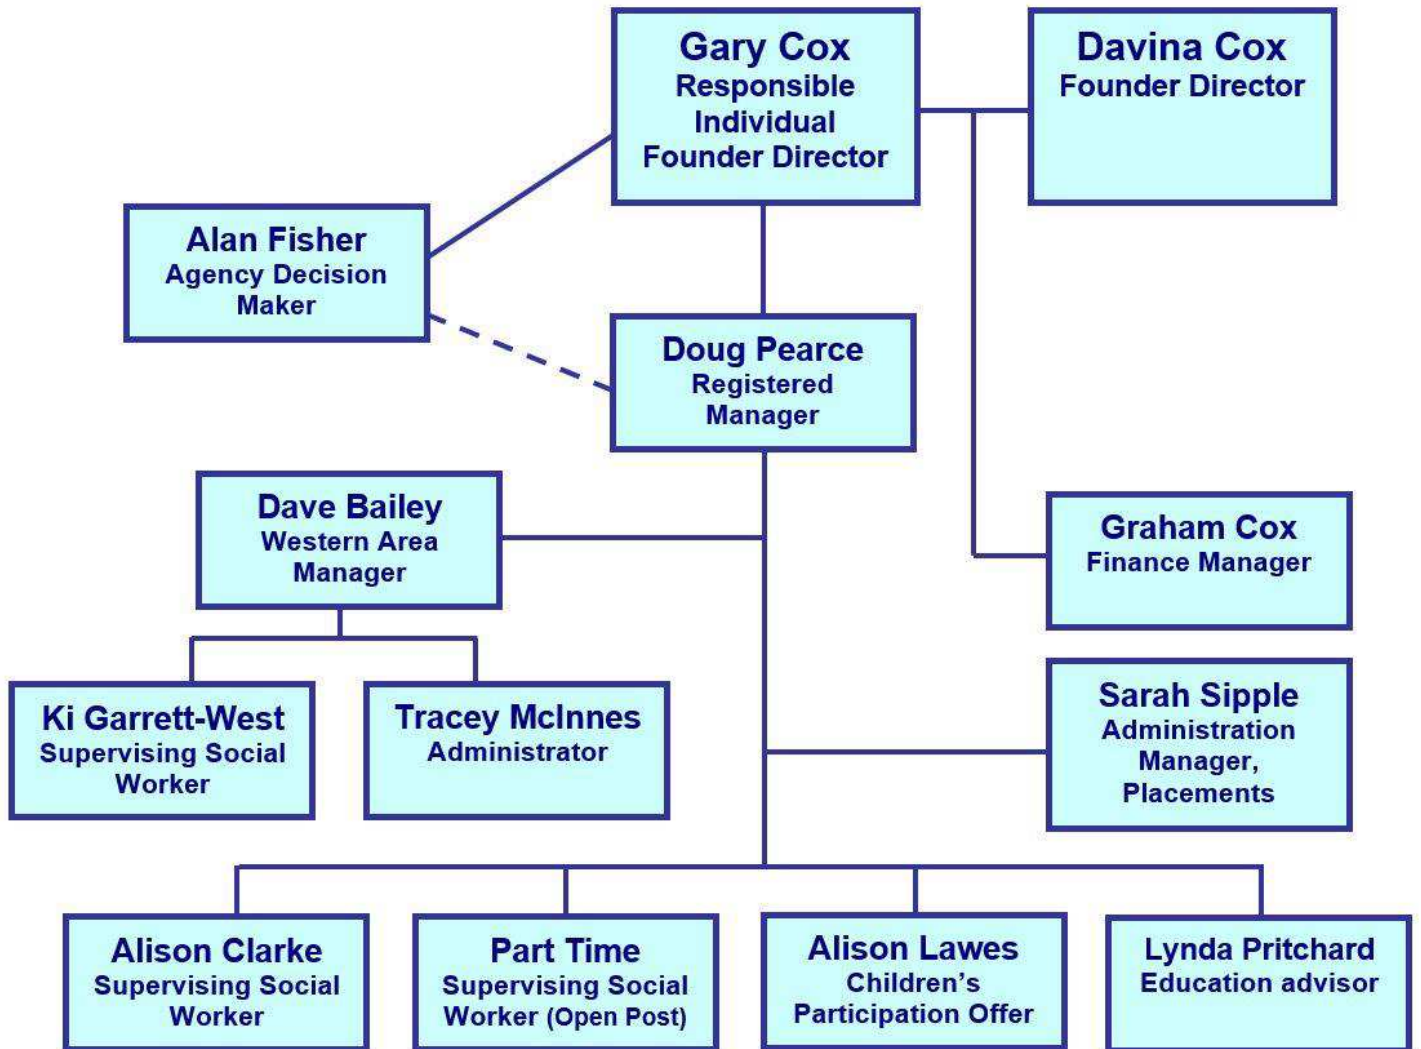 Gary Cox
Responsible
Individual
Founder Director
Davina Cox
Founder Director
Alan Fisher
Agency Decision
Maker
Doug Pearce
Registered
Manager
Dave Bailey
Western Area
Manager
Graham Cox
Finance Manager
Ki Garrett-West
Supervising Social
Worker
Tracey McInnes
Administrator
Sarah Sipple
Administration
Manager,
Placements
Alison Clarke
Supervising Social
Worker
Part Time
Supervising Social
Worker (Open Post)
Alison Lawes
Children’s
Participation Offer
Lynda Pritchard
Education advisor